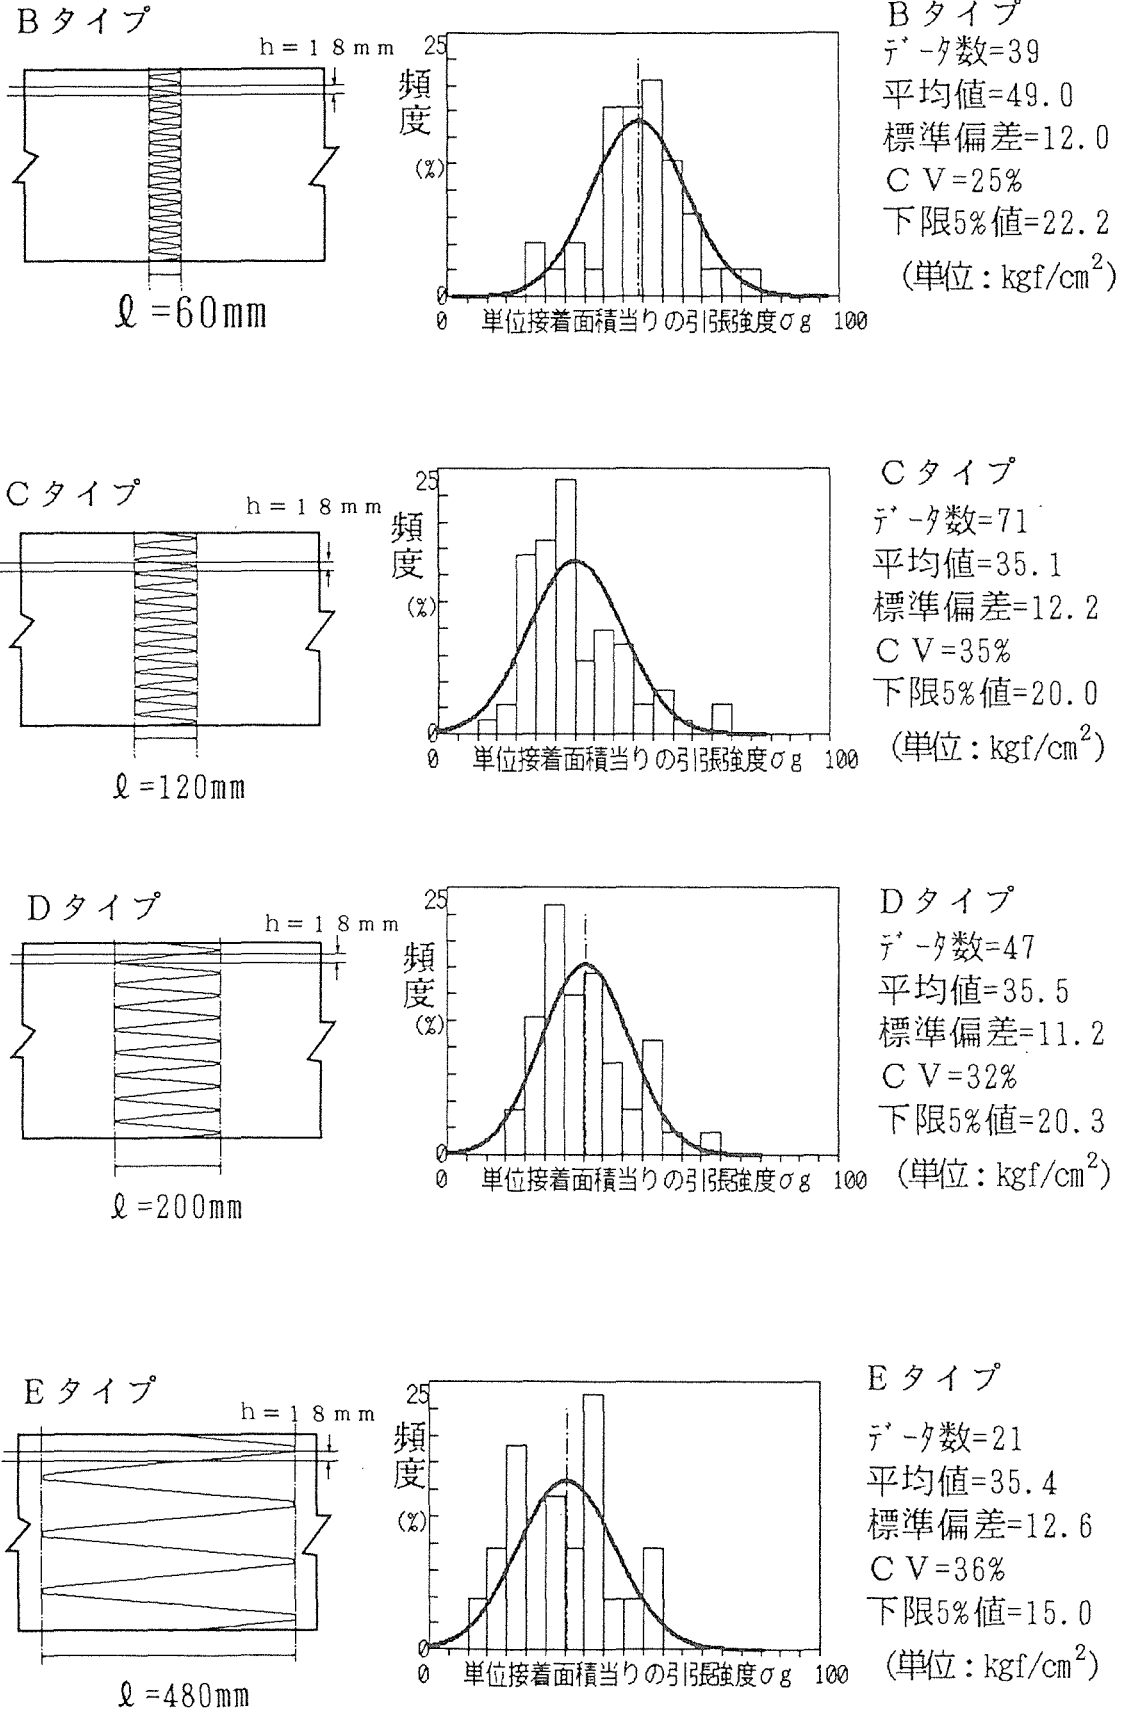 Bタイプ
h=18mm
ℓ=60mm
25
頻度
(%)
0
0 単位接着面積当りの引張強度σg 100
Bタイプ
データ数=39
平均値=49.0
標準偏差=12.0
CV=25%
下限5%値=22.2
(単位:kgf/cm²)
Cタイプ
h=18mm
ℓ=120mm
25
頻度
(%)
0
0 単位接着面積当りの引張強度σg 100
Cタイプ
データ数=71
平均値=35.1
標準偏差=12.2
CV=35%
下限5%値=20.0
(単位:kgf/cm²)
Dタイプ
h=18mm
ℓ=200mm
25
頻度
(%)
0
0 単位接着面積当りの引張強度σg 100
Dタイプ
データ数=47
平均値=35.5
標準偏差=11.2
CV=32%
下限5%値=20.3
(単位:kgf/cm²)
Eタイプ
h=18mm
ℓ=480mm
25
頻度
(%)
0
0 単位接着面積当りの引張強度σg 100
Eタイプ
データ数=21
平均値=35.4
標準偏差=12.6
CV=36%
下限5%値=15.0
(単位:kgf/cm²)